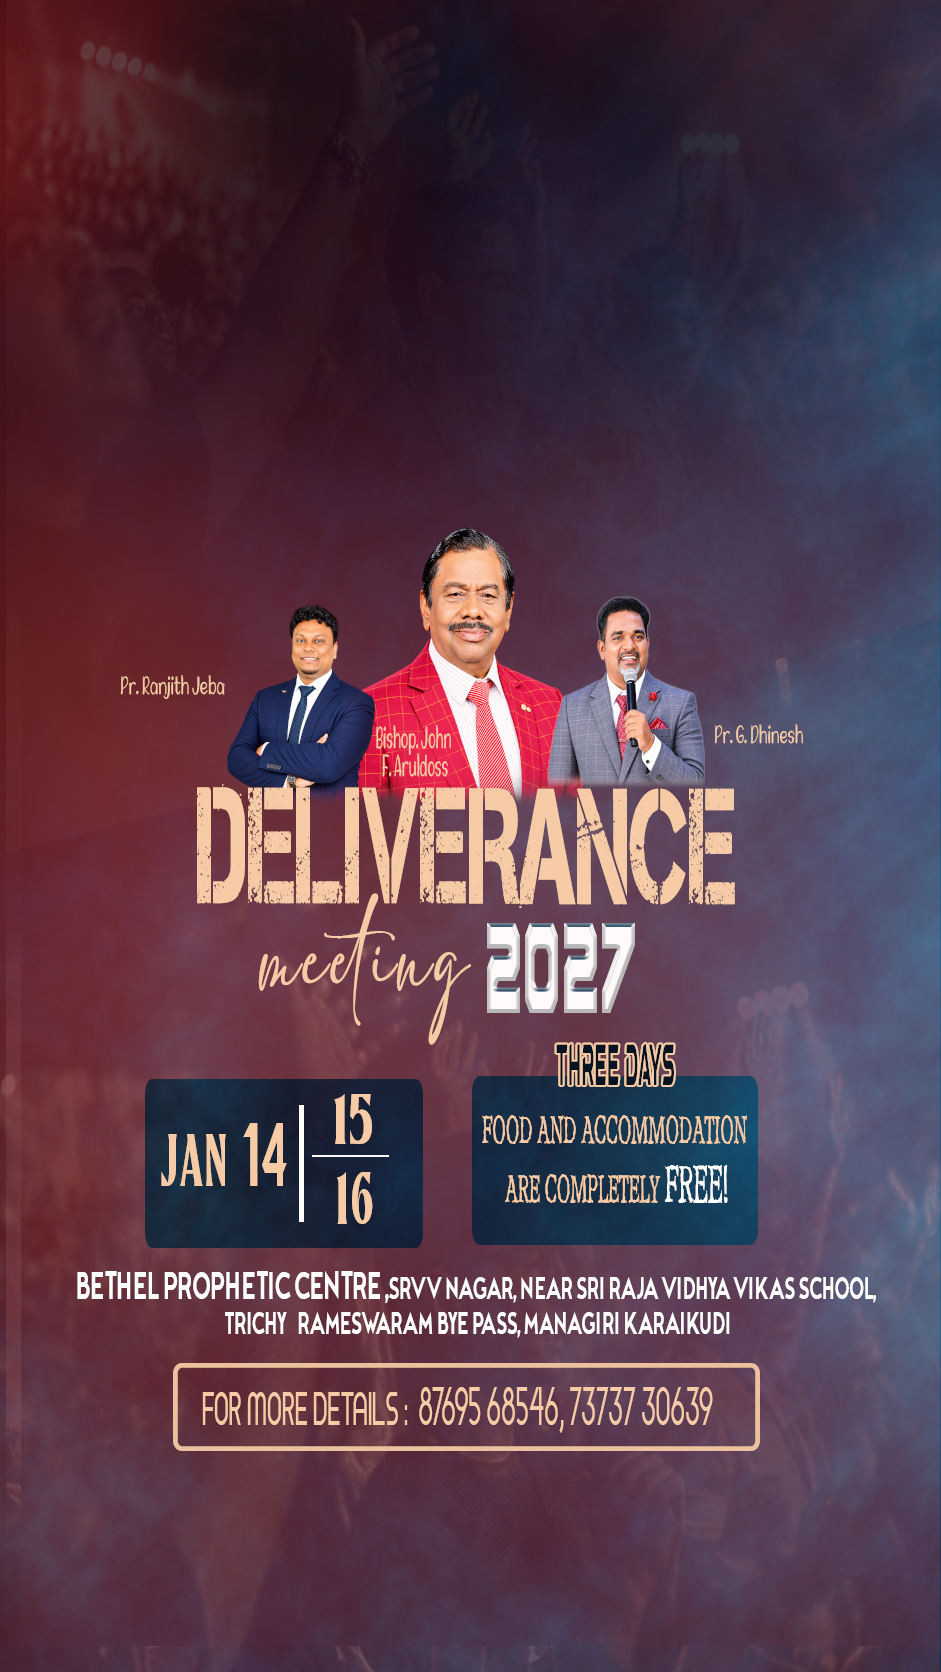 Pr. Ranjith Jeba
Bishop. John
F. Aruldoss
Pr. G. Dhinesh
DELIVERANCE
meeting 2027
JAN 14
15
16
THREE DAYS
FOOD AND ACCOMMODATION
ARE COMPLETELY FREE!
BETHEL PROPHETIC CENTRE ,SRVV NAGAR, NEAR SRI RAJA VIDHYA VIKAS SCHOOL,
TRICHY RAMESWARAM BYE PASS, MANAGIRI KARAIKUDI
FOR MORE DETAILS : 87695 68546, 73737 30639